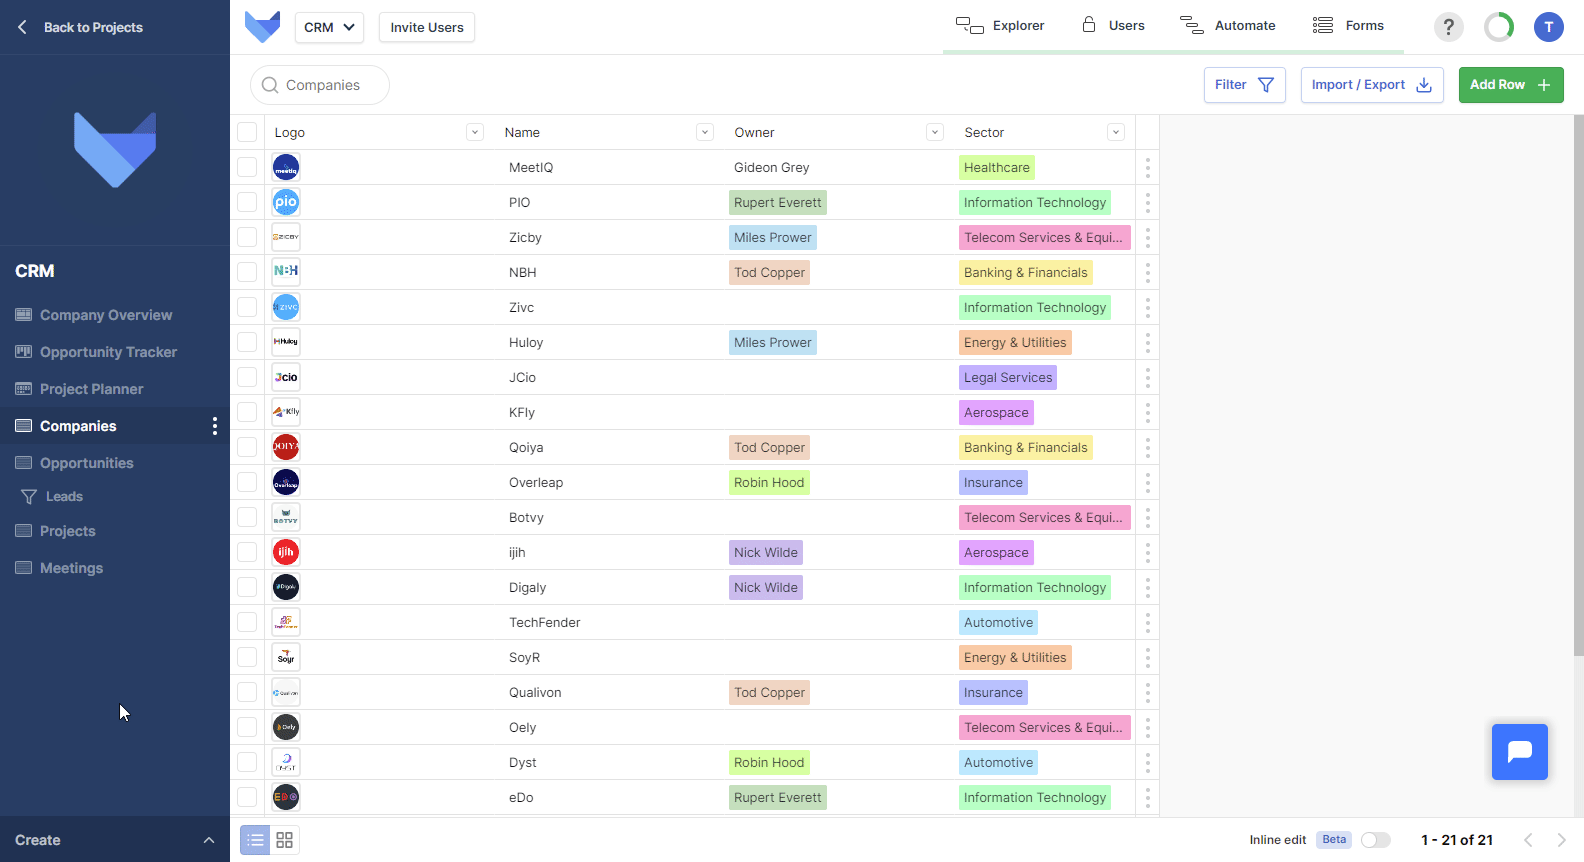 Back to Projects
CRM
Invite Users
Explorer
Users
Automate
Forms
?
T
Companies
Filter
Import / Export
Add Row
CRM
Company Overview
Opportunity Tracker
Project Planner
Companies
Opportunities
Leads
Projects
Meetings
Create
Logo Name Owner Sector
meetiq MeetIQ Gideon Grey Healthcare
pio PIO Rupert Everett Information Technology
ZICBY Zicby Miles Prower Telecom Services & Equi...
NBH NBH Tod Copper Banking & Financials
ZIVC Zivc Information Technology
Huloy Huloy Miles Prower Energy & Utilities
Jcio JCio Legal Services
Kfly KFly Aerospace
QOIYA Qoiya Tod Copper Banking & Financials
Overleap Overleap Robin Hood Insurance
BOTVY Botvy Telecom Services & Equi...
ijih ijih Nick Wilde Aerospace
Digaly Digaly Nick Wilde Information Technology
TechFender TechFender Automotive
Soyr SoyR Energy & Utilities
Qualivon Qualivon Tod Copper Insurance
Oely Oely Telecom Services & Equi...
DYST Dyst Robin Hood Automotive
EDO eDo Rupert Everett Information Technology
Inline edit Beta 1 - 21 of 21